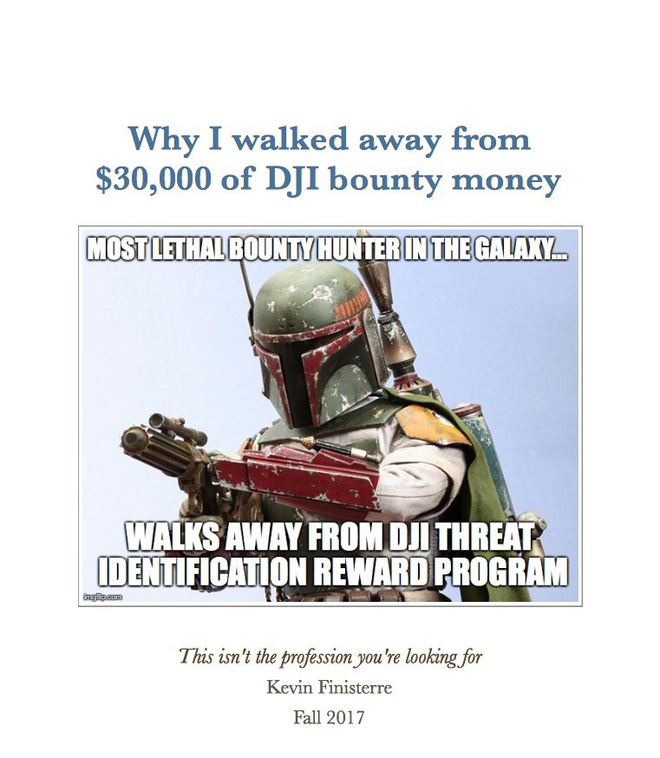 Why I walked away from
$30,000 of DJI bounty money
MOST LETHAL BOUNTY HUNTER IN THE GALAXY...
WALKS AWAY FROM DJI THREAT
IDENTIFICATION REWARD PROGRAM
imgflip.com
This isn't the profession you're looking for
Kevin Finisterre
Fall 2017